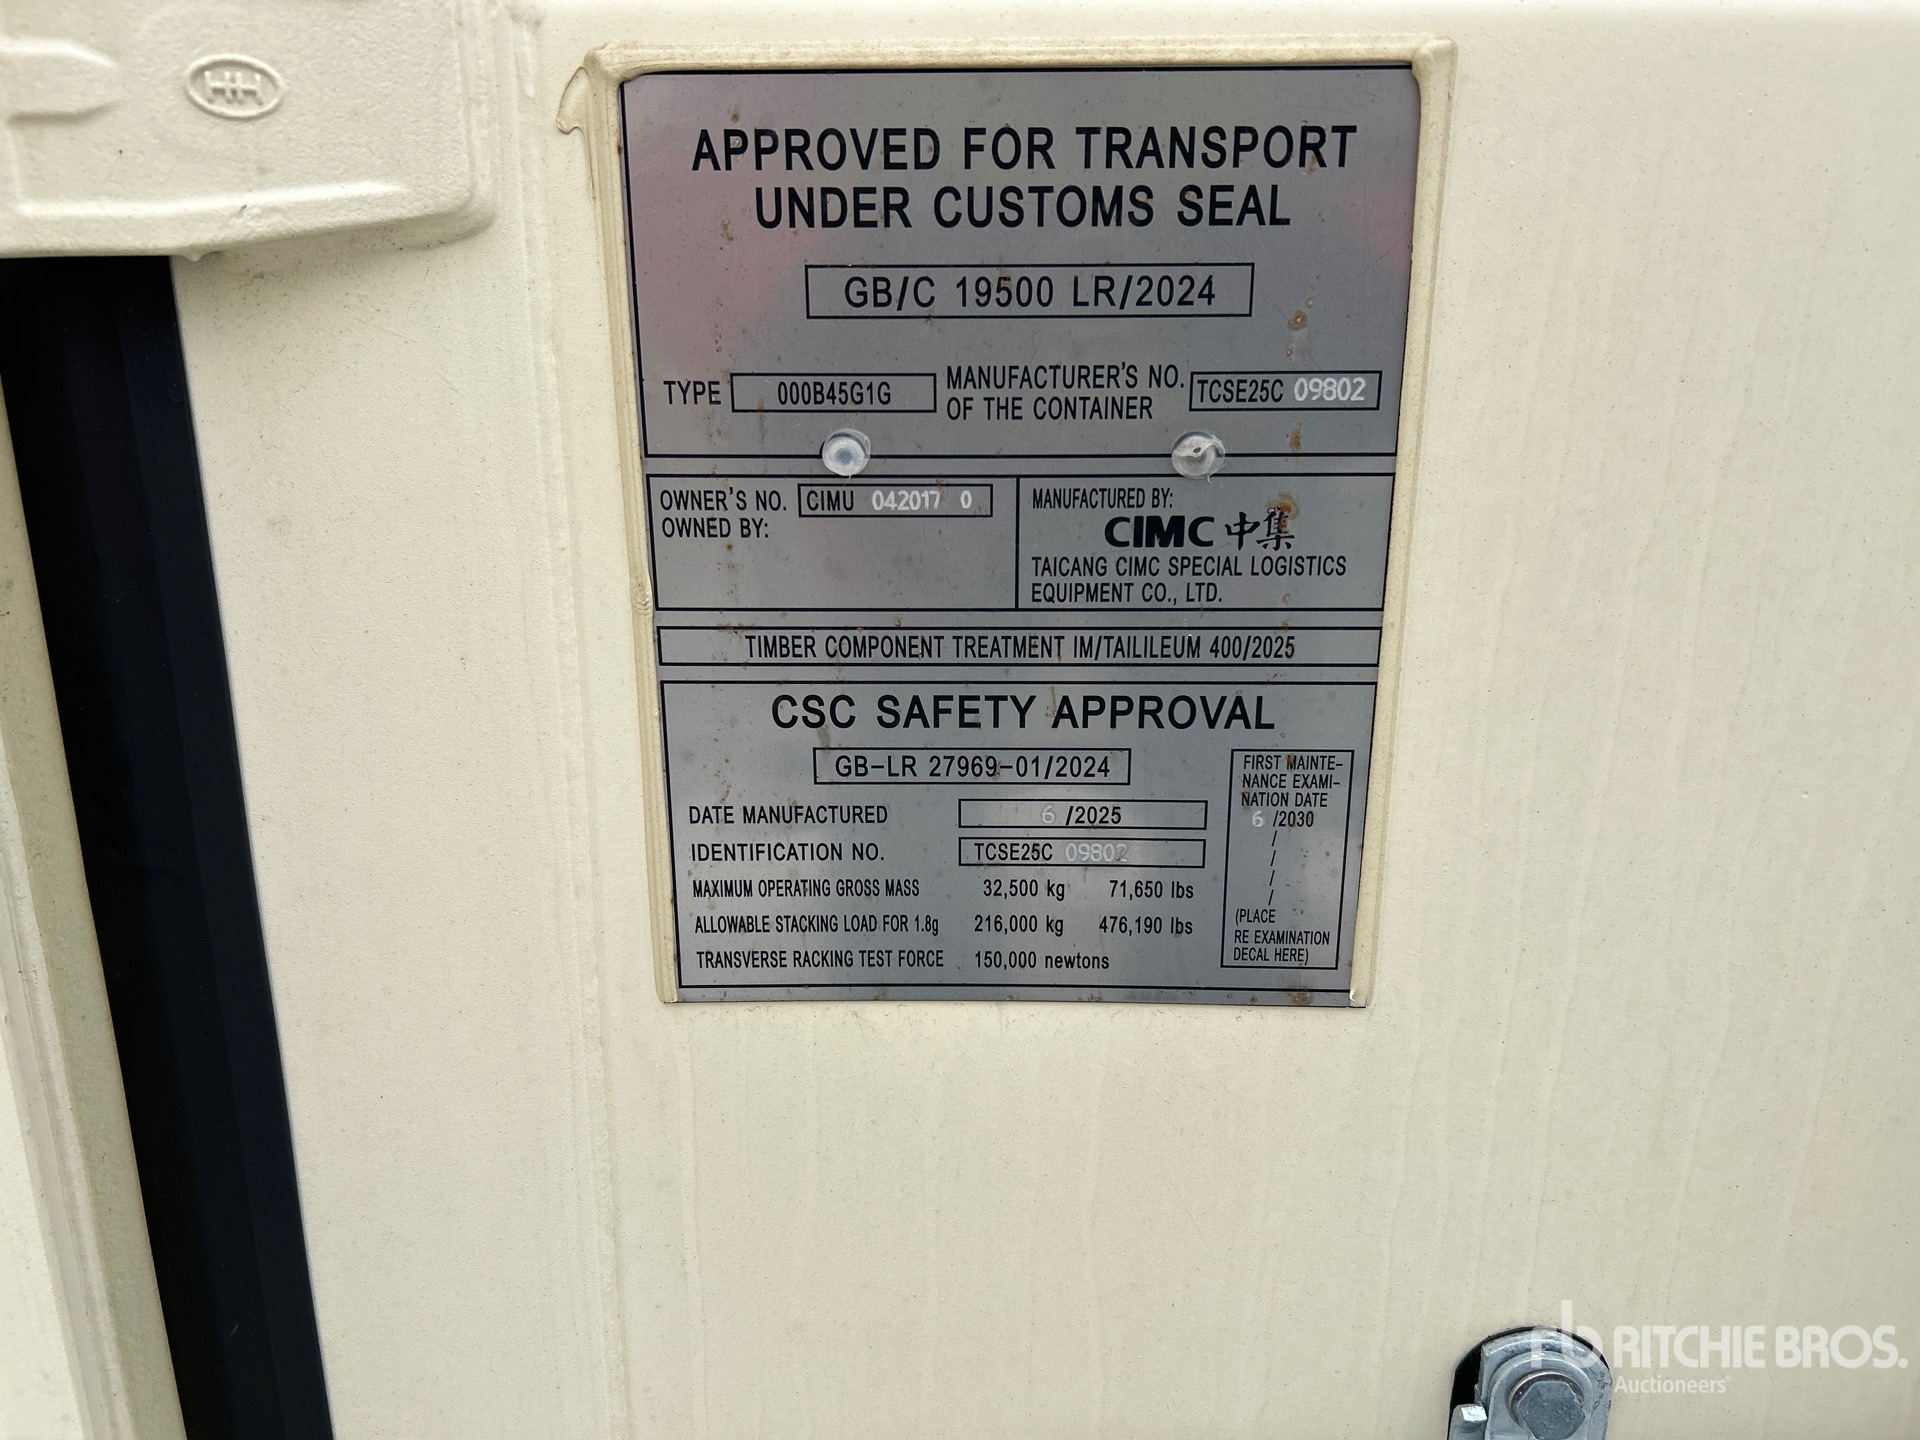 HH
APPROVED FOR TRANSPORT
UNDER CUSTOMS SEAL
GB/C 19500 LR/2024
TYPE 000B45G1G MANUFACTURER'S NO. OF THE CONTAINER TCSE25C 09802
OWNER'S NO. CIMU 042017 0
OWNED BY:
MANUFACTURED BY:
CIMC 中集
TAICANG CIMC SPECIAL LOGISTICS
EQUIPMENT CO., LTD.
TIMBER COMPONENT TREATMENT IM/TAILILEUM 400/2025
CSC SAFETY APPROVAL
GB-LR 27969-01/2024
DATE MANUFACTURED 6 /2025
IDENTIFICATION NO. TCSE25C 09802
MAXIMUM OPERATING GROSS MASS 32,500 kg 71,650 lbs
ALLOWABLE STACKING LOAD FOR 1.8g 216,000 kg 476,190 lbs
TRANSVERSE RACKING TEST FORCE 150,000 newtons
FIRST MAINTE-
NANCE EXAMI-
NATION DATE
6 /2030
/
/
/
/
(PLACE
RE EXAMINATION
DECAL HERE)
rb RITCHIE BROS.
Auctioneers